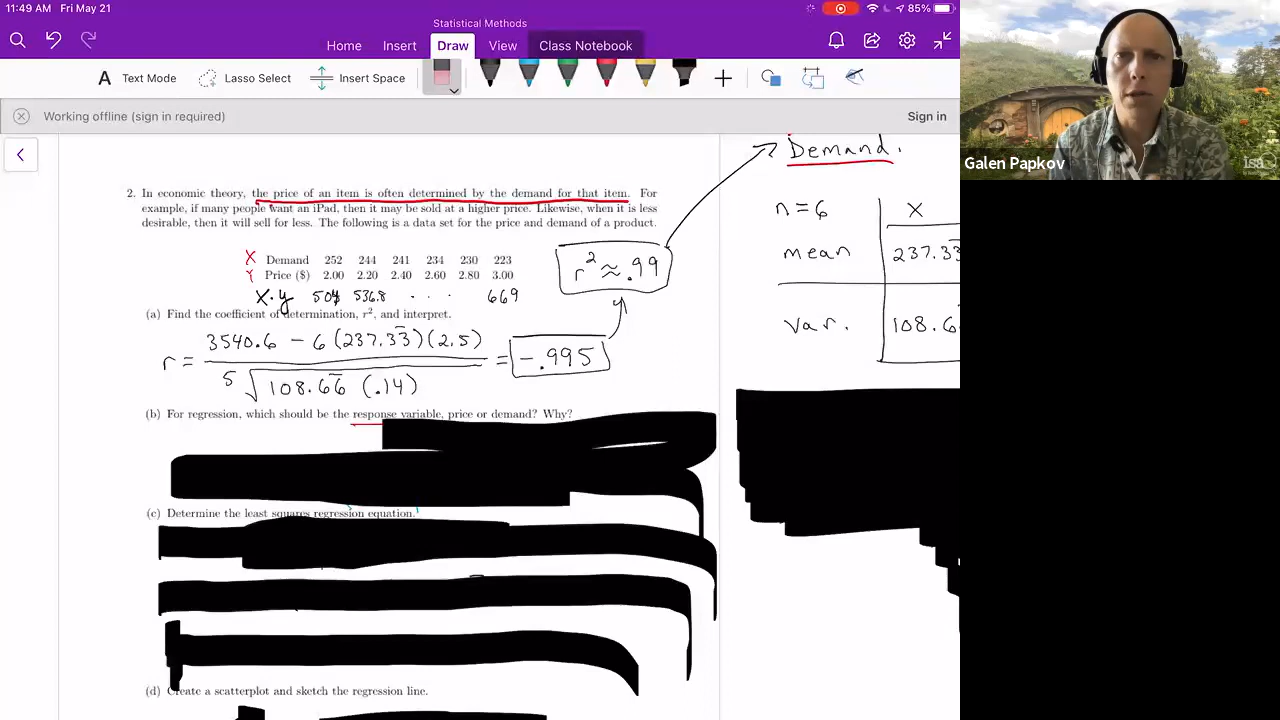 11:49 AM Fri May 21
85%
Statistical Methods
Home Insert Draw View Class Notebook
Text Mode Lasso Select Insert Space
Working offline (sign in required) Sign in
Galen Papkov
Demand.
2. In economic theory, the price of an item is often determined by the demand for that item. For
example, if many people want an iPad, then it may be sold at a higher price. Likewise, when it is less
desirable, then it will sell for less. The following is a data set for the price and demand of a product.
X Demand 252 244 241 234 230 223
Y Price ($) 2.00 2.20 2.40 2.60 2.80 3.00
X·y 504 536.8 . . . 669
r² ≈ .99
n=6 X
mean 237.33
var. 108.6
(a) Find the coefficient of determination, r², and interpret.
r = 3540.6 − 6(237.33̅)(2.5)
5√108.66̅ (.14)
= −.995
(b) For regression, which should be the response variable, price or demand? Why?
(c) Determine the least squares regression equation.
(d) Create a scatterplot and sketch the regression line.